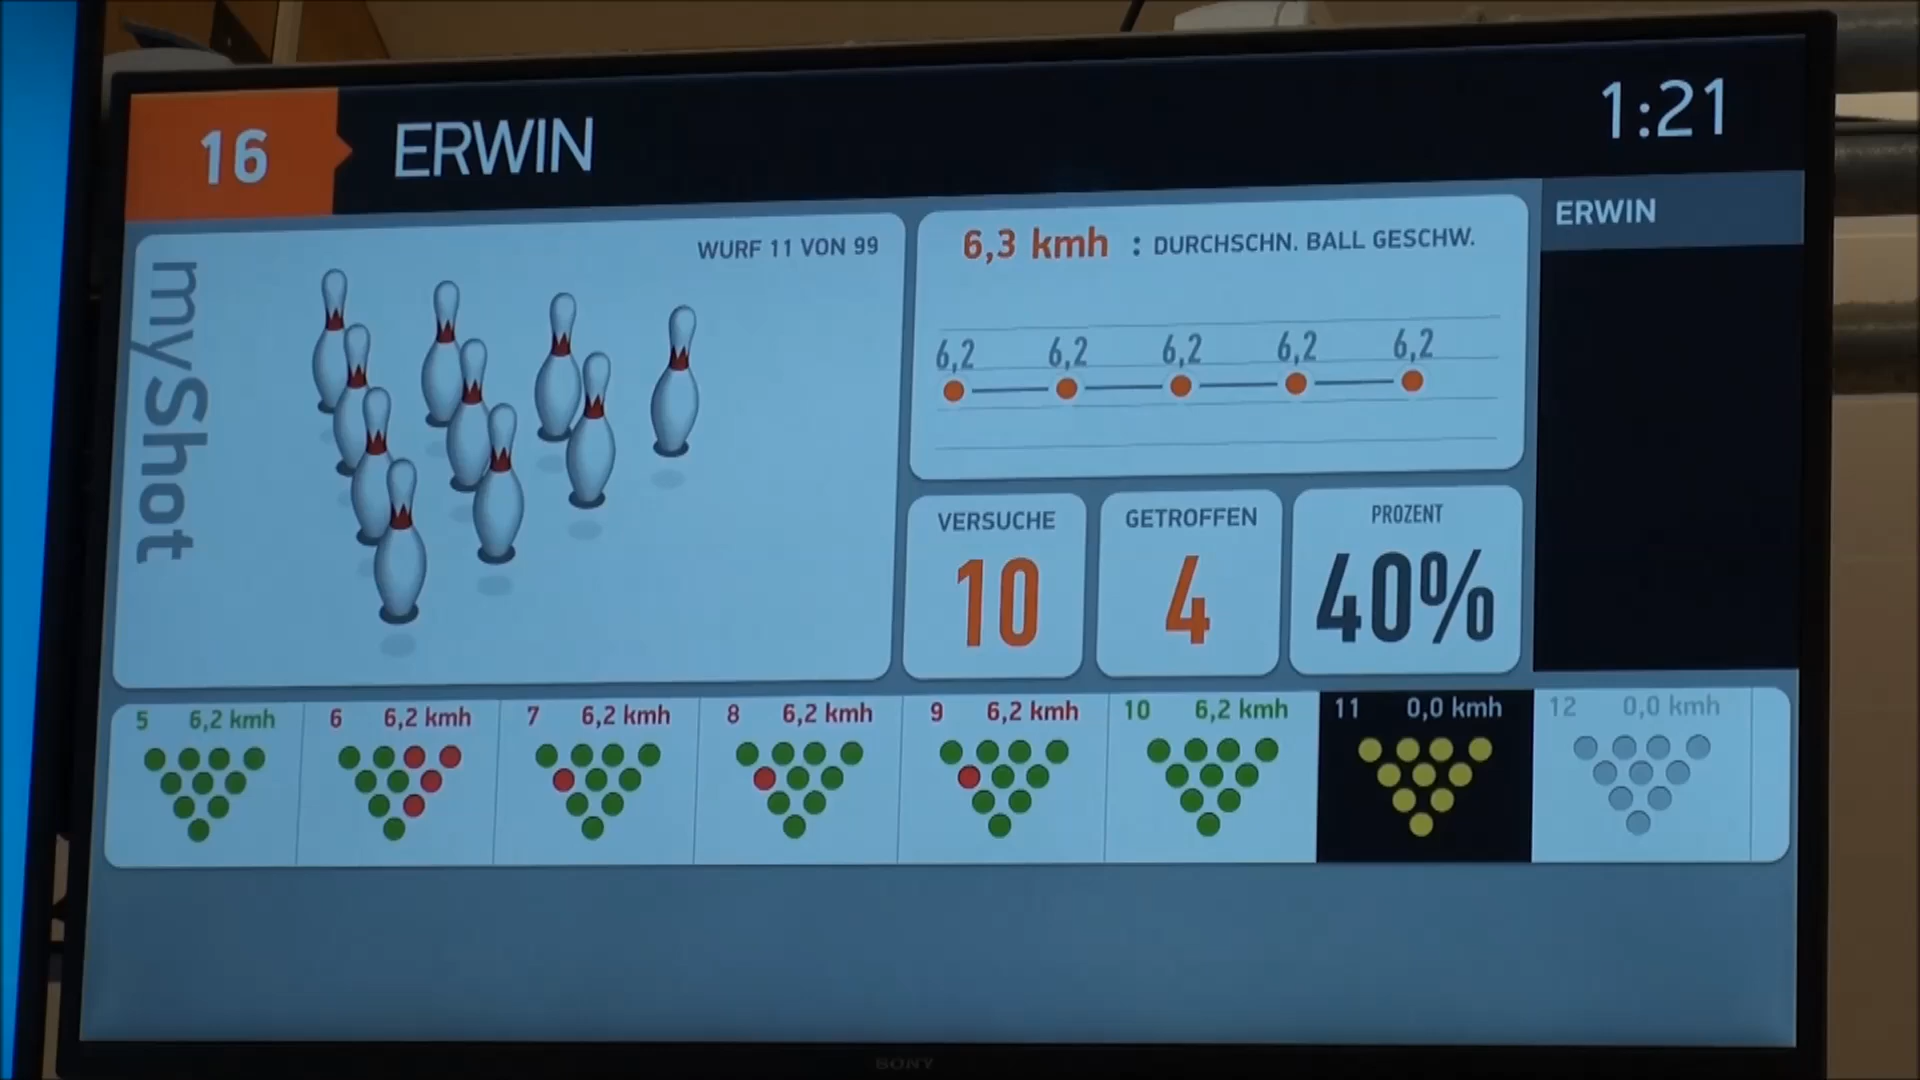 16
ERWIN
1:21
ERWIN
myShot
WURF 11 VON 99
6,3 kmh : DURCHSCHN. BALL GESCHW.
6,2 6,2 6,2 6,2 6,2
VERSUCHE
10
GETROFFEN
4
PROZENT
40%
5 6,2 kmh
6 6,2 kmh
7 6,2 kmh
8 6,2 kmh
9 6,2 kmh
10 6,2 kmh
11 0,0 kmh
12 0,0 kmh
SONY